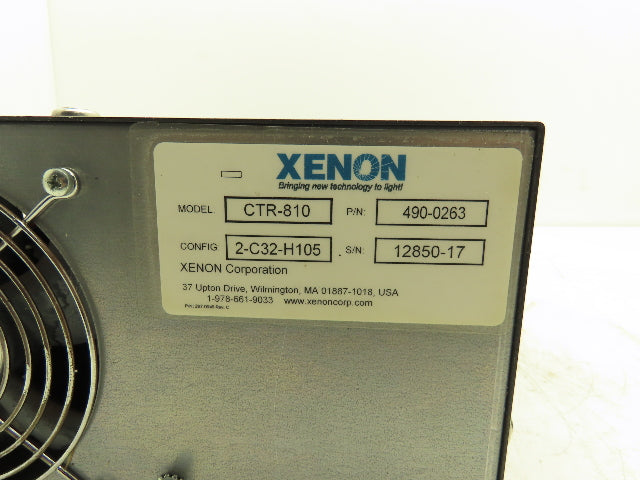 XENON
Bringing new technology to light!
MODEL CTR-810 P/N: 490-0263
CONFIG: 2-C32-H105 S/N: 12850-17
XENON Corporation
37 Upton Drive, Wilmington, MA 01887-1018, USA
1-978-661-9033 www.xenoncorp.com